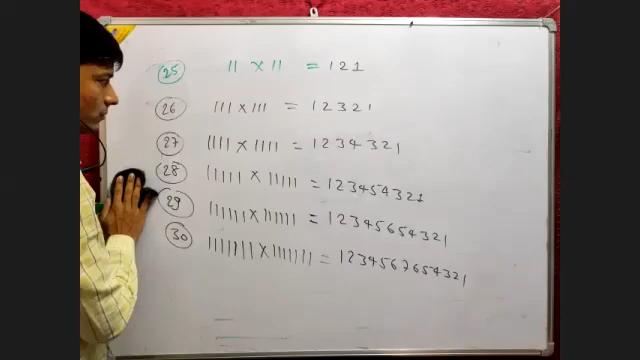 25 11 × 11 = 121
26 111 × 111 = 12321
27 1111 × 1111 = 1234321
28 11111 × 11111 = 123454321
29 111111 × 111111 = 12345654321
30 1111111 × 1111111 = 1234567654321